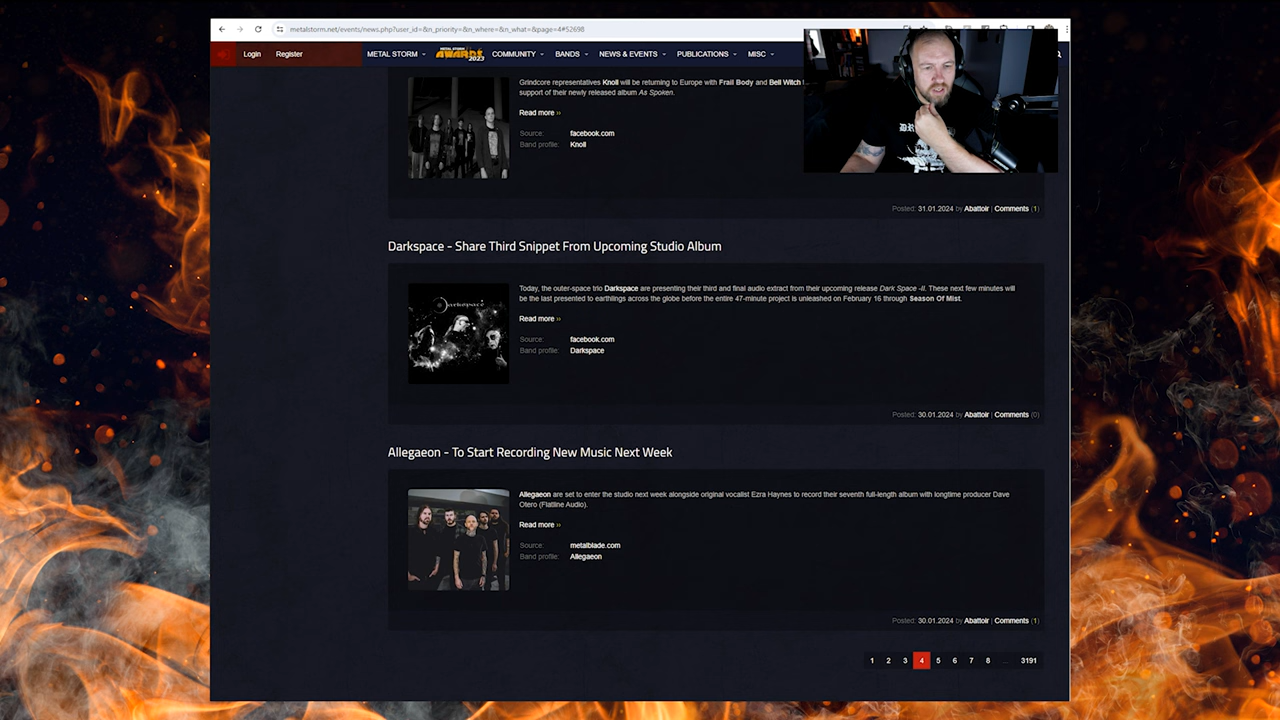 metalstorm.net/events/news.php?user_id=&n_priority=&n_where=&n_what=&page=4#52698
Login Register METAL STORM METAL STORM AWARDS 2023 COMMUNITY BANDS NEWS & EVENTS PUBLICATIONS MISC
Grindcore representatives Knoll will be returning to Europe with Frail Body and Bell Witch
support of their newly released album As Spoken.
Read more ››
Source: facebook.com
Band profile: Knoll
Posted: 31.01.2024 by Abattoir | Comments (1)
Darkspace - Share Third Snippet From Upcoming Studio Album
Darkspace
Today, the outer-space trio Darkspace are presenting their third and final audio extract from their upcoming release Dark Space -II. These next few minutes will
be the last presented to earthlings across the globe before the entire 47-minute project is unleashed on February 16 through Season Of Mist.
Read more ››
Source: facebook.com
Band profile: Darkspace
Posted: 30.01.2024 by Abattoir | Comments (0)
Allegaeon - To Start Recording New Music Next Week
Allegaeon are set to enter the studio next week alongside original vocalist Ezra Haynes to record their seventh full-length album with longtime producer Dave
Otero (Flatline Audio).
Read more ››
Source: metalblade.com
Band profile: Allegaeon
Posted: 30.01.2024 by Abattoir | Comments (1)
1 2 3 4 5 6 7 8 ... 3191